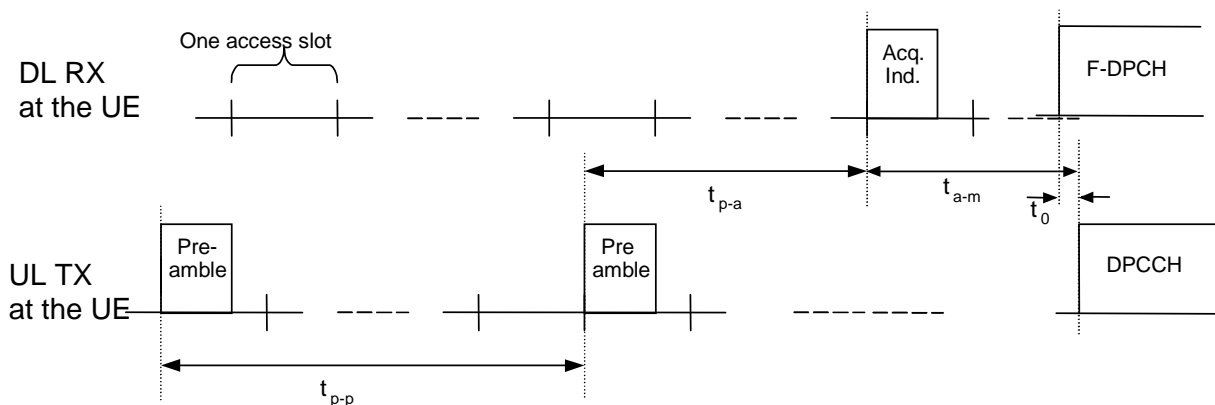 One access slot
DL RX
at the UE
Acq.
Ind.
F-DPCH
t p-a
t a-m
t 0
UL TX
at the UE
Pre-
amble
Pre
amble
DPCCH
t p-p